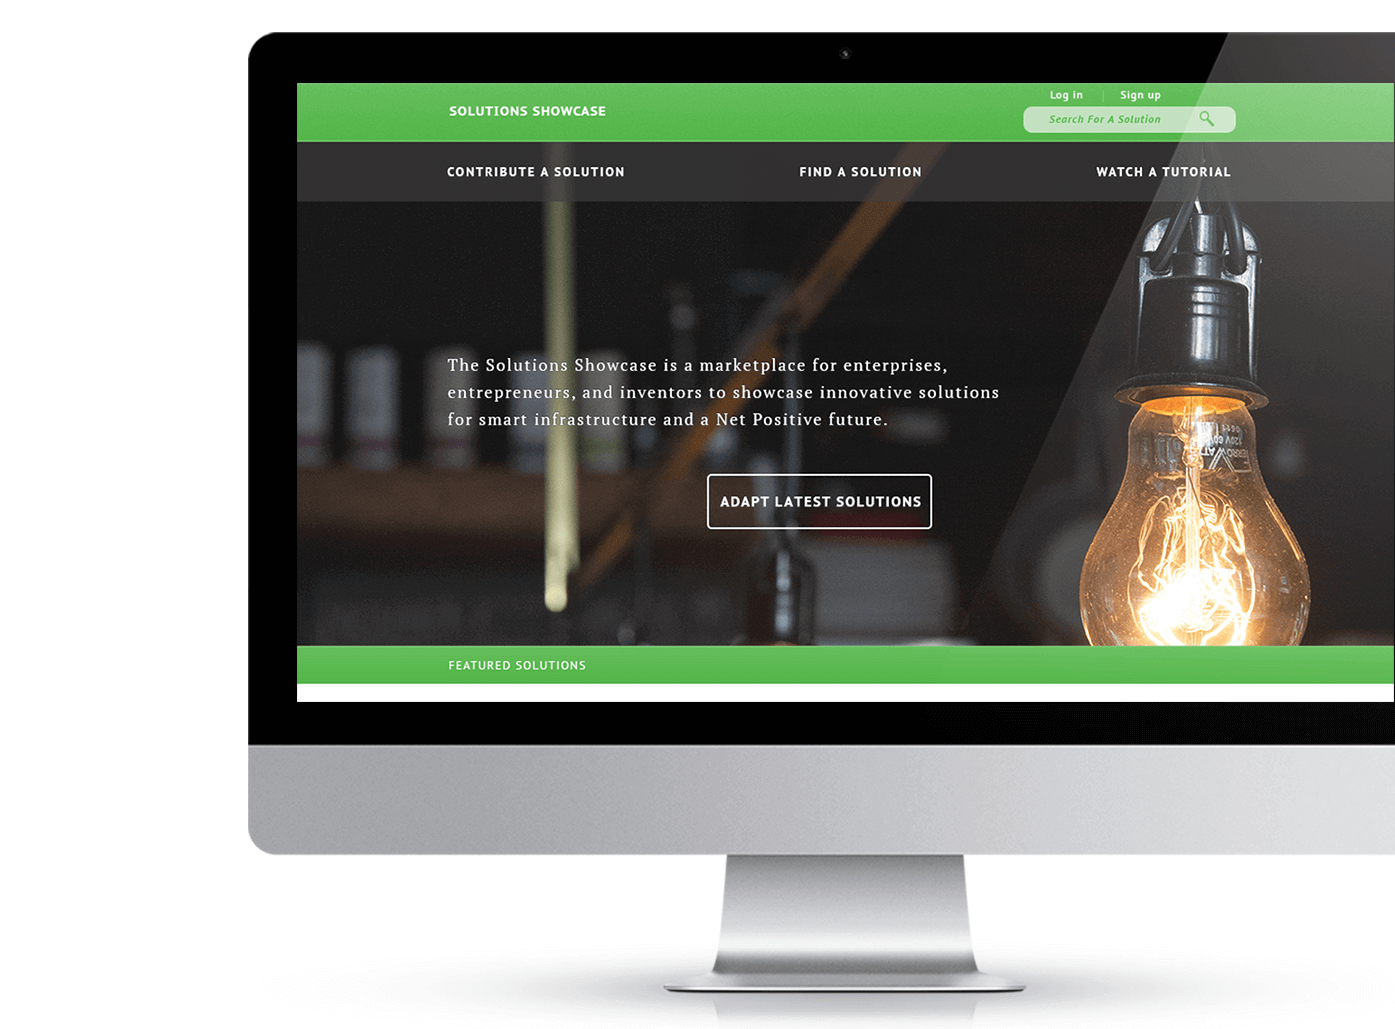 Log in
Sign up
SOLUTIONS SHOWCASE
Search For A Solution
CONTRIBUTE A SOLUTION
FIND A SOLUTION
WATCH A TUTORIAL
The Solutions Showcase is a marketplace for enterprises,
entrepreneurs, and inventors to showcase innovative solutions
for smart infrastructure and a Net Positive future.
ADAPT LATEST SOLUTIONS
FEATURED SOLUTIONS